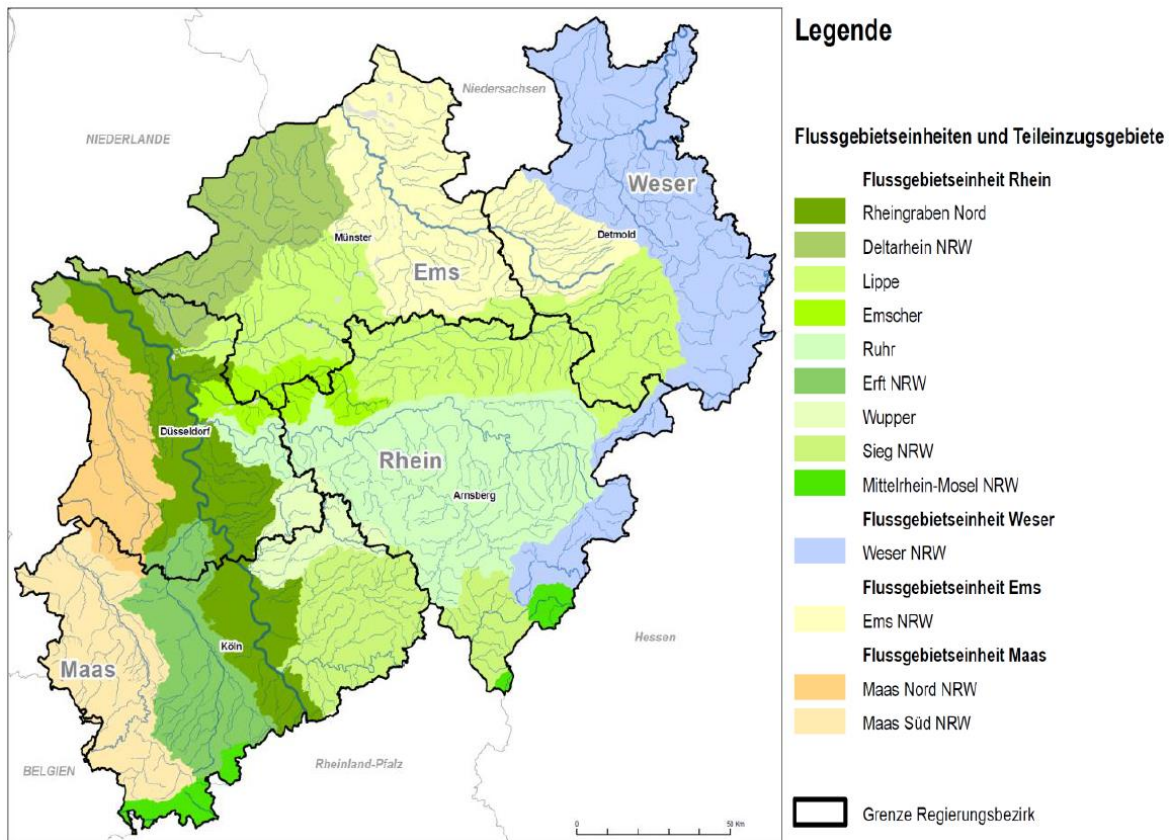 Legende
Flussgebietseinheiten und Teileinzugsgebiete
Flussgebietseinheit Rhein
Rheingraben Nord
Deltarhein NRW
Lippe
Emscher
Ruhr
Erft NRW
Wupper
Sieg NRW
Mittelrhein-Mosel NRW
Flussgebietseinheit Weser
Weser NRW
Flussgebietseinheit Ems
Ems NRW
Flussgebietseinheit Maas
Maas Nord NRW
Maas Süd NRW
Grenze Regierungsbezirk
Niedersachsen
NIEDERLANDE
Weser
Münster
Detmold
Ems
Düsseldorf
Rhein
Arnsberg
Hessen
Köln
Maas
Rheinland-Pfalz
BELGIEN
0 50 Km